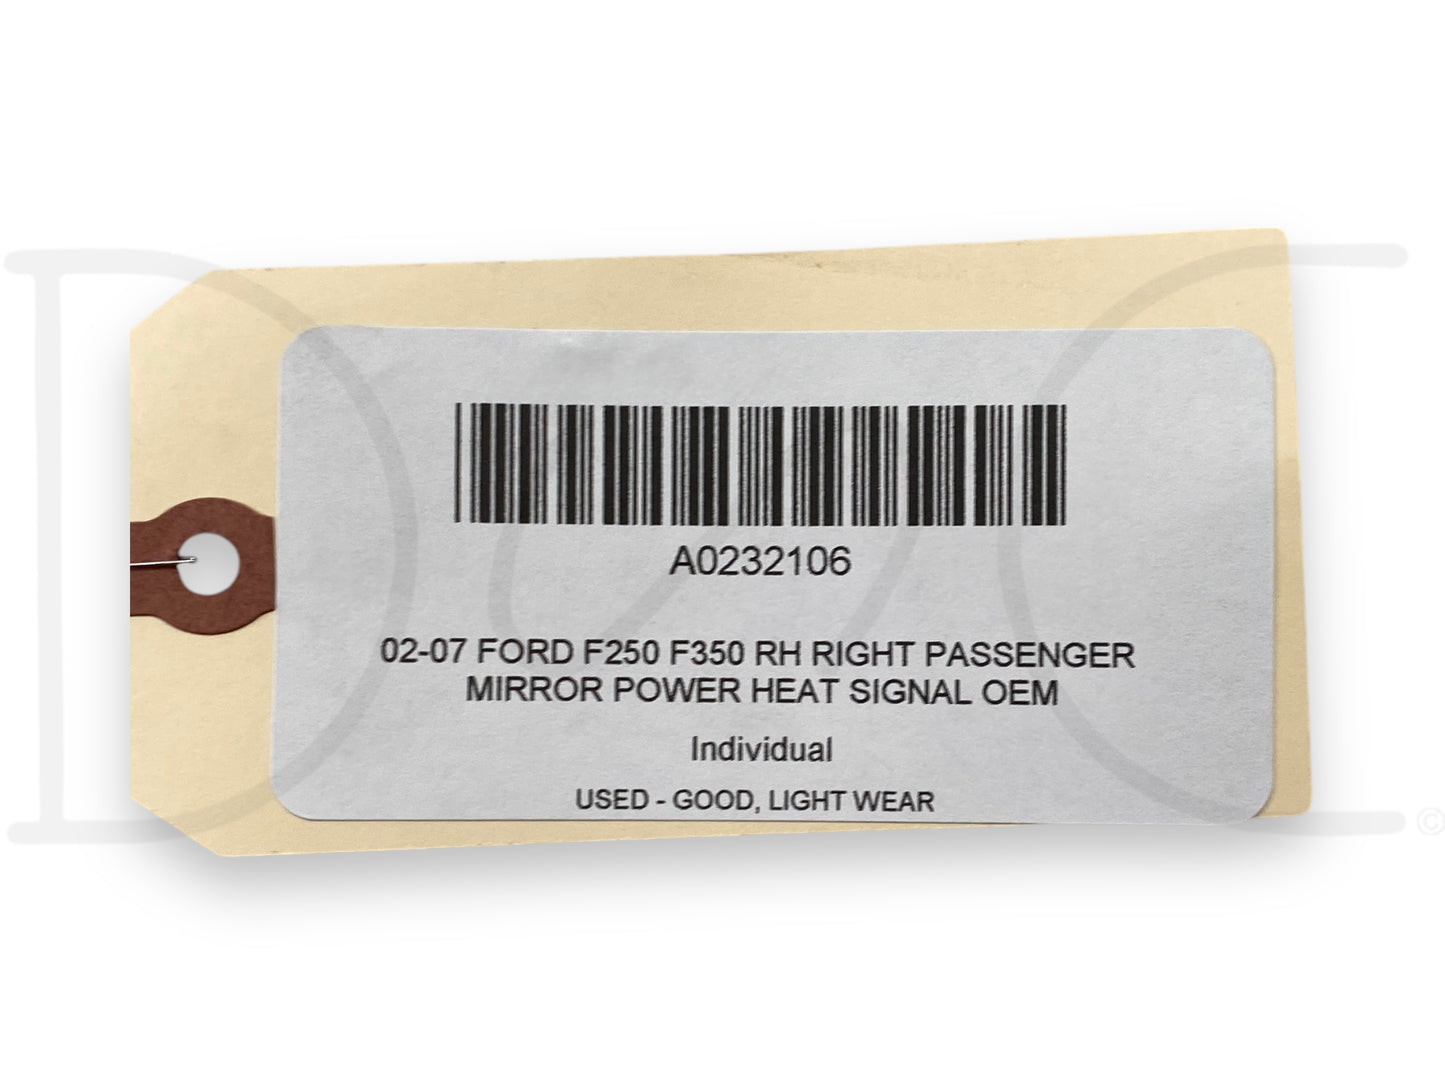 A0232106
02-07 FORD F250 F350 RH RIGHT PASSENGER
MIRROR POWER HEAT SIGNAL OEM
Individual
USED - GOOD, LIGHT WEAR
©